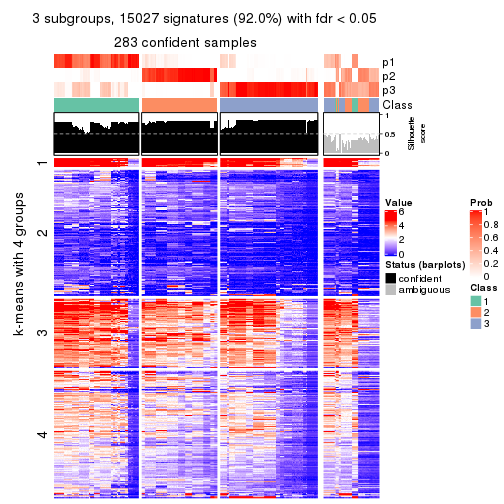 3 subgroups, 15027 signatures (92.0%) with fdr < 0.05
283 confident samples
p1
p2
p3
Class
1
0.5
0
Silhouette
score
k-means with 4 groups
1
2
3
4
Value
6
4
2
0
Status (barplots)
confident
ambiguous
Prob
1
0.8
0.6
0.4
0.2
0
Class
1
2
3